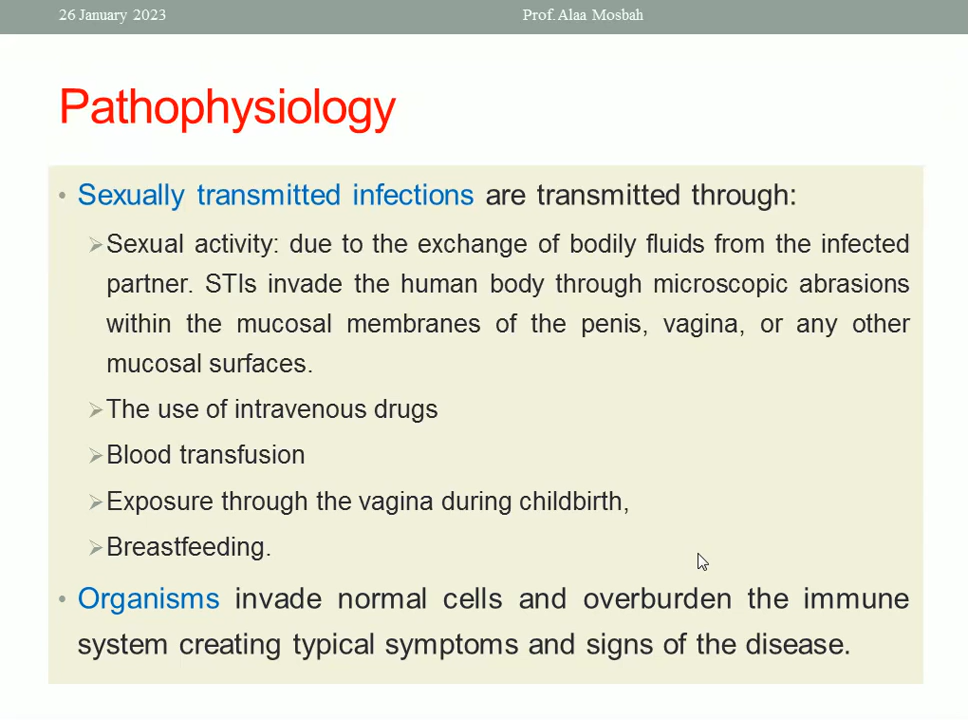 26 January 2023
Prof. Alaa Mosbah
Pathophysiology
• Sexually transmitted infections are transmitted through:
➢Sexual activity: due to the exchange of bodily fluids from the infected
partner. STIs invade the human body through microscopic abrasions
within the mucosal membranes of the penis, vagina, or any other
mucosal surfaces.
➢The use of intravenous drugs
➢Blood transfusion
➢Exposure through the vagina during childbirth,
➢Breastfeeding.
• Organisms invade normal cells and overburden the immune
system creating typical symptoms and signs of the disease.